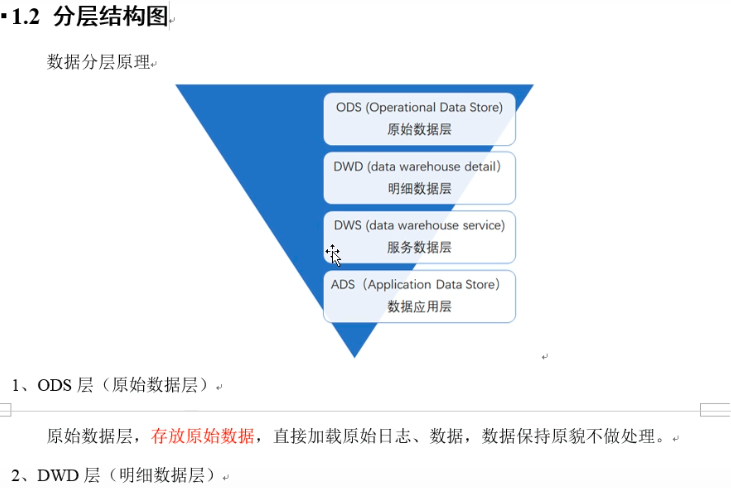 1.2 分层结构图
数据分层原理
ODS (Operational Data Store)
原始数据层
DWD (data warehouse detail)
明细数据层
DWS (data warehouse service)
服务数据层
ADS（Application Data Store）
数据应用层
1、ODS 层（原始数据层）
原始数据层，存放原始数据，直接加载原始日志、数据，数据保持原貌不做处理。
2、DWD 层（明细数据层）